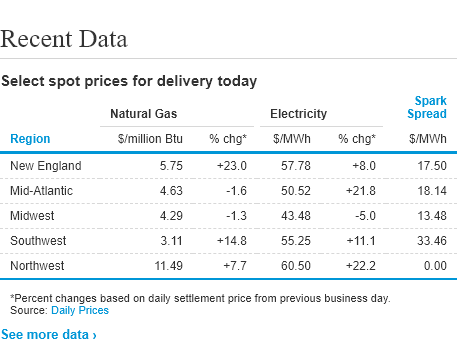 Recent Data
Select spot prices for delivery today
Natural Gas Electricity Spark Spread
Region $/million Btu % chg* $/MWh % chg* $/MWh
New England 5.75 +23.0 57.78 +8.0 17.50
Mid-Atlantic 4.63 -1.6 50.52 +21.8 18.14
Midwest 4.29 -1.3 43.48 -5.0 13.48
Southwest 3.11 +14.8 55.25 +11.1 33.46
Northwest 11.49 +7.7 60.50 +22.2 0.00
*Percent changes based on daily settlement price from previous business day.
Source: Daily Prices
See more data ›